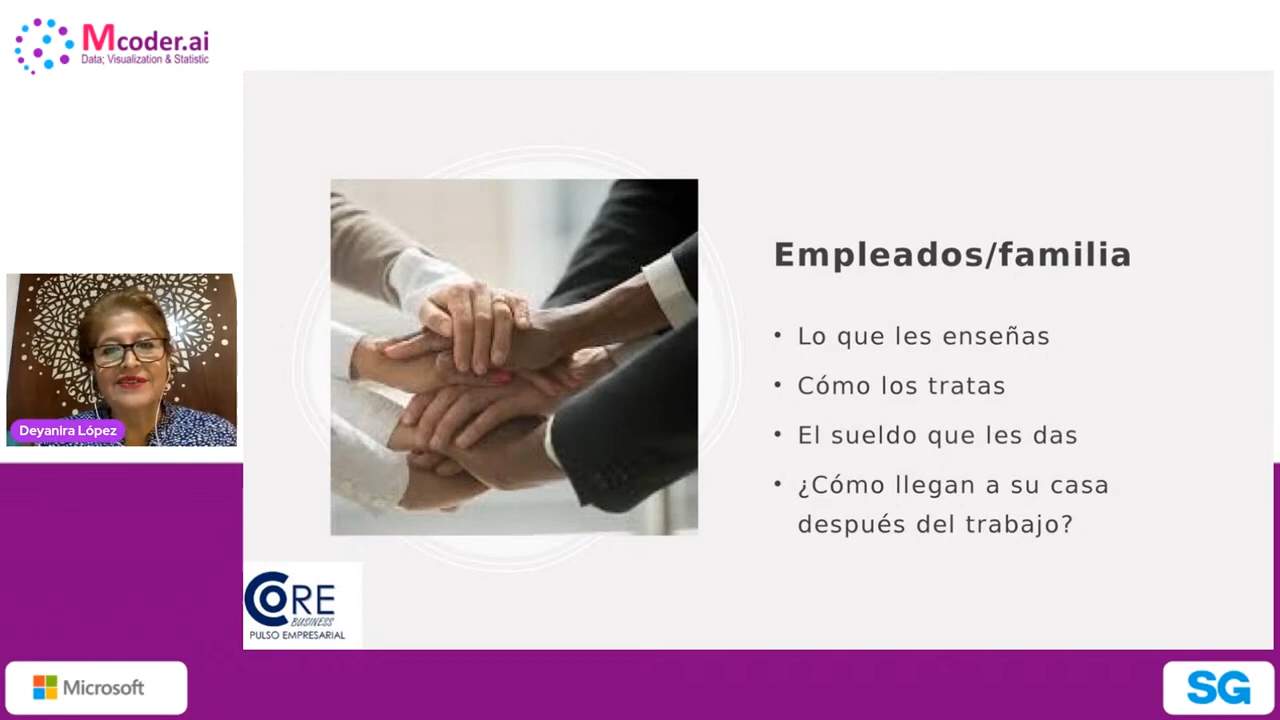 Mcoder.ai
Data; Visualization & Statistic
Empleados/familia
• Lo que les enseñas
• Cómo los tratas
• El sueldo que les das
• ¿Cómo llegan a su casa
después del trabajo?
Deyanira López
CORE
BUSINESS
PULSO EMPRESARIAL
Microsoft
SG